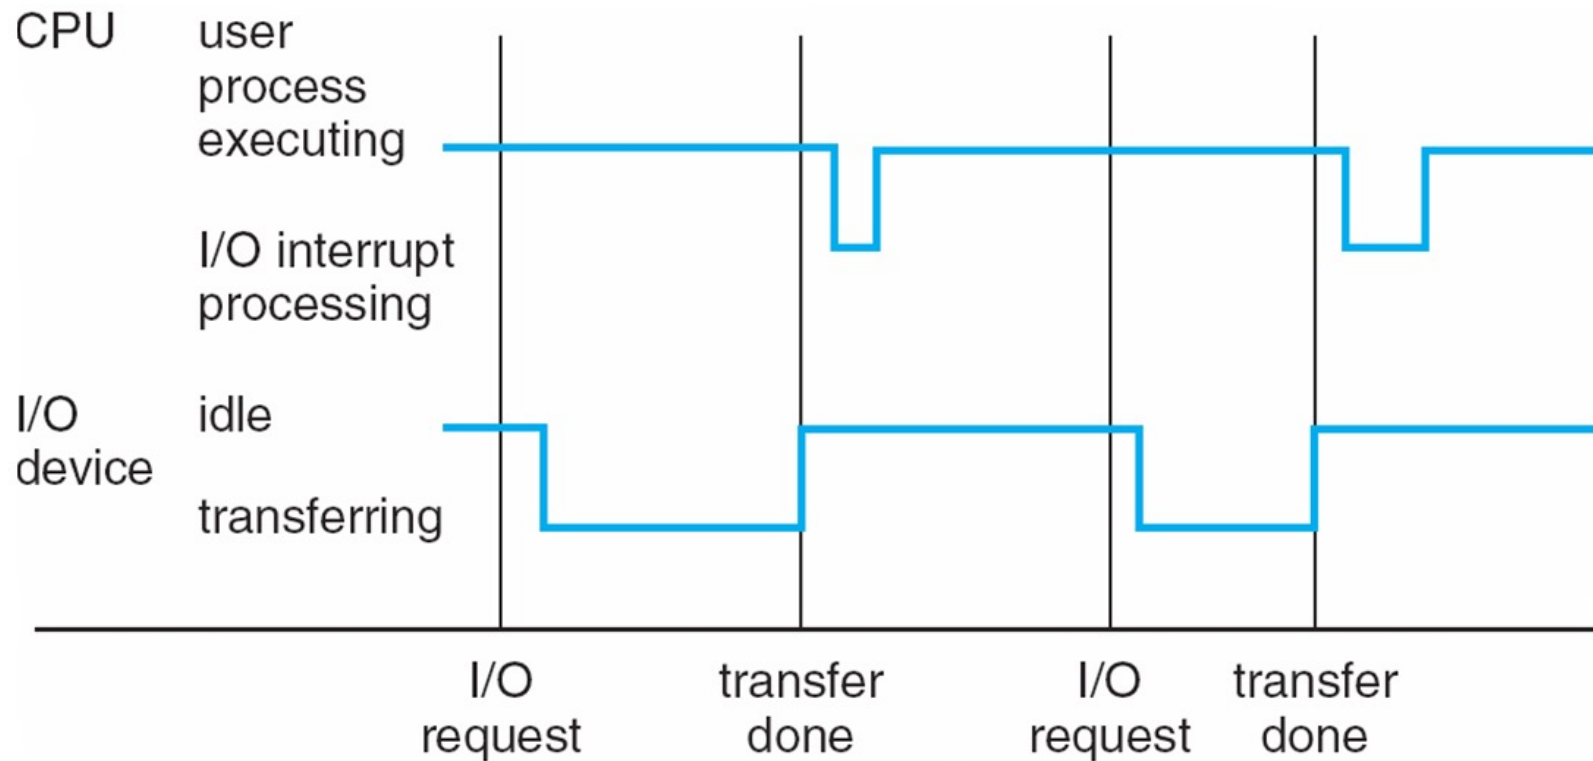 CPU
user
process
executing
I/O interrupt
processing
I/O
device
idle
transferring
I/O
request
transfer
done
I/O
request
transfer
done